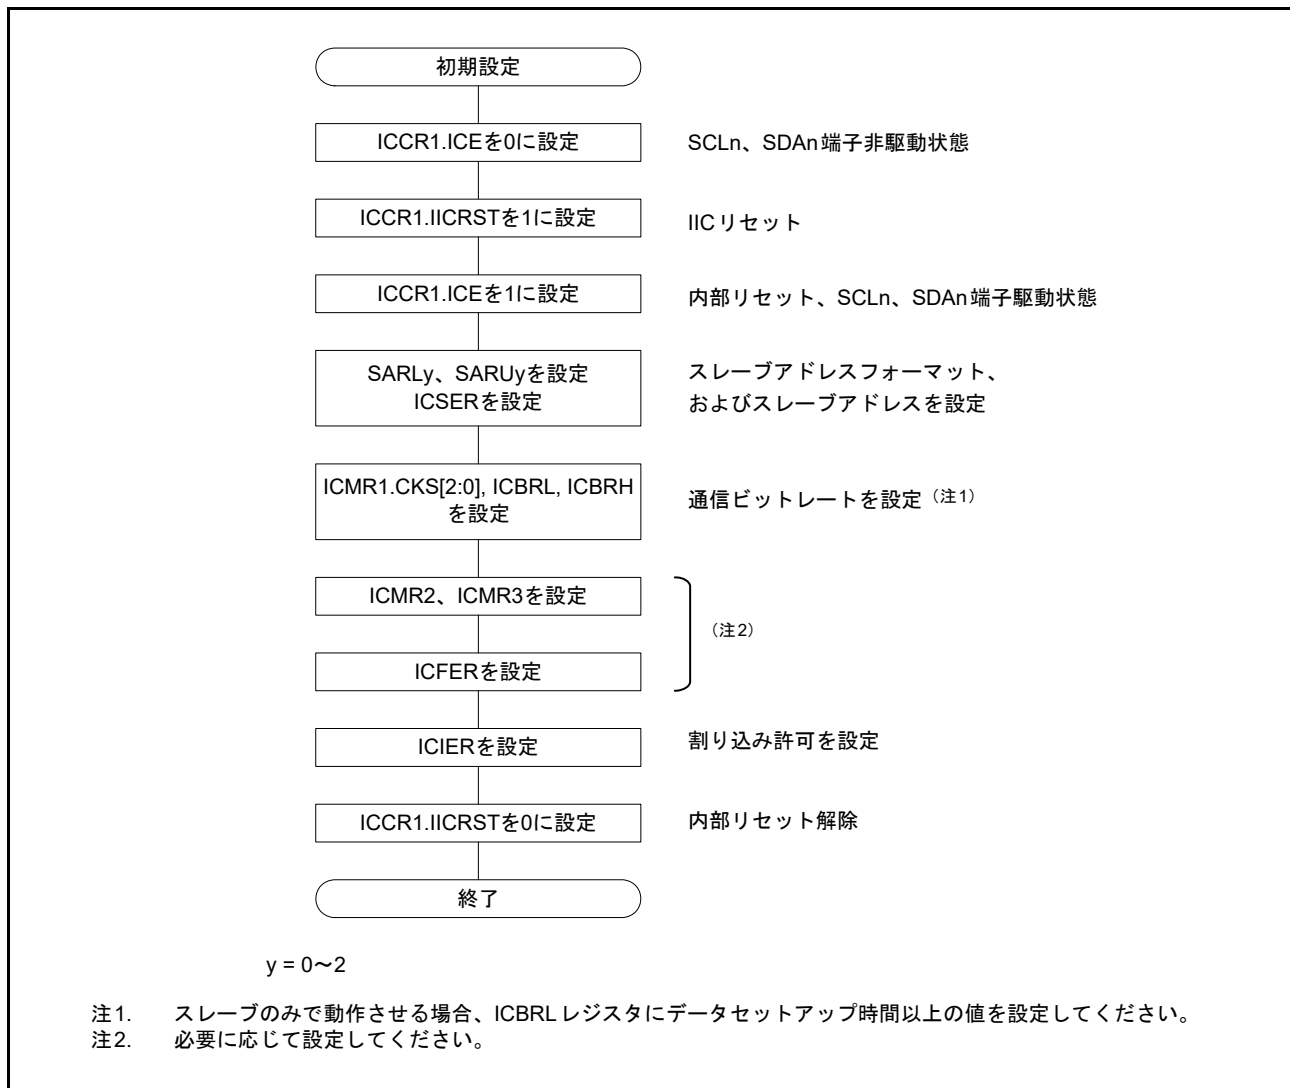 初期設定
ICCR1.ICEを0に設定
SCLn、SDAn端子非駆動状態
ICCR1.IICRSTを1に設定
IICリセット
ICCR1.ICEを1に設定
内部リセット、SCLn、SDAn端子駆動状態
SARLy、SARUyを設定
ICSERを設定
スレーブアドレスフォーマット、
およびスレーブアドレスを設定
ICMR1.CKS[2:0], ICBRL, ICBRH
を設定
通信ビットレートを設定（注1）
ICMR2、ICMR3を設定
（注2）
ICFERを設定
ICIERを設定
割り込み許可を設定
ICCR1.IICRSTを0に設定
内部リセット解除
終了
y = 0～2
注1. スレーブのみで動作させる場合、ICBRLレジスタにデータセットアップ時間以上の値を設定してください。
注2. 必要に応じて設定してください。